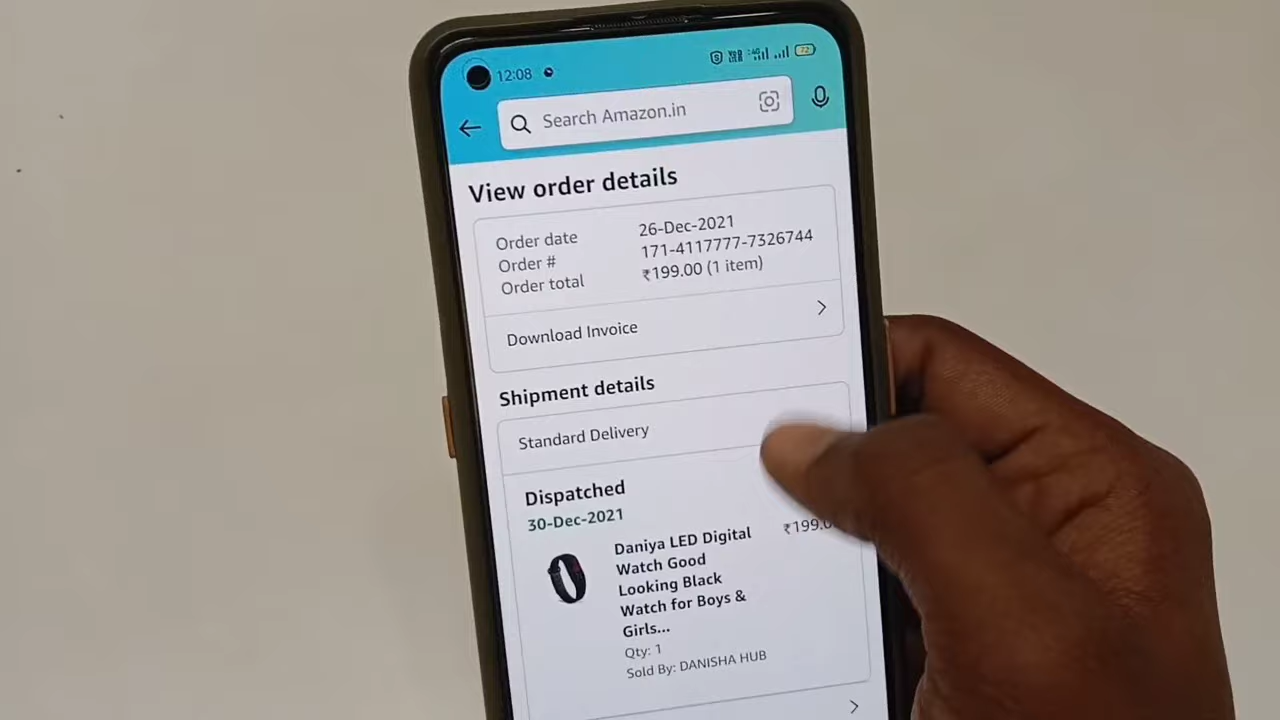 12:08
72
Search Amazon.in
View order details
Order date 26-Dec-2021
Order # 171-4117777-7326744
Order total ₹199.00 (1 item)
Download Invoice
Shipment details
Standard Delivery
Dispatched
30-Dec-2021
Daniya LED Digital ₹199.0
Watch Good
Looking Black
Watch for Boys &
Girls...
Qty: 1
Sold By: DANISHA HUB